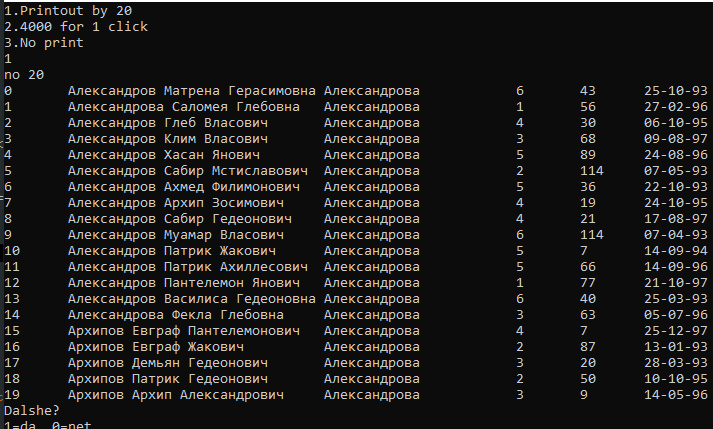 1.Printout by 20
2.4000 for 1 click
3.No print
1
no 20
0 Александров Матрена Герасимовна Александрова 6 43 25-10-93
1 Александрова Саломея Глебовна Александрова 1 56 27-02-96
2 Александров Глеб Власович Александрова 4 30 06-10-95
3 Александров Клим Власович Александрова 3 68 09-08-97
4 Александров Хасан Янович Александрова 5 89 24-08-96
5 Александров Сабир Мстиславович Александрова 2 114 07-05-93
6 Александров Ахмед Филимонович Александрова 5 36 22-10-93
7 Александров Архип Зосимович Александрова 4 19 24-10-95
8 Александров Сабир Гедеонович Александрова 4 21 17-08-97
9 Александров Муамар Власович Александрова 6 114 07-04-93
10 Александров Патрик Жакович Александрова 5 7 14-09-94
11 Александров Патрик Ахиллесович Александрова 5 66 14-09-96
12 Александров Пантелемон Янович Александрова 1 77 21-10-97
13 Александров Василиса Гедеоновна Александрова 6 40 25-03-93
14 Александрова Фекла Глебовна Александрова 3 63 05-07-96
15 Архипов Евграф Пантелемонович Александрова 4 7 25-12-97
16 Архипов Евграф Жакович Александрова 2 87 13-01-93
17 Архипов Демьян Гедеонович Александрова 3 20 28-03-93
18 Архипов Патрик Гедеонович Александрова 2 50 10-10-95
19 Архипов Архип Александрович Александрова 3 9 14-05-96
Dalshe?
1=da 0=net